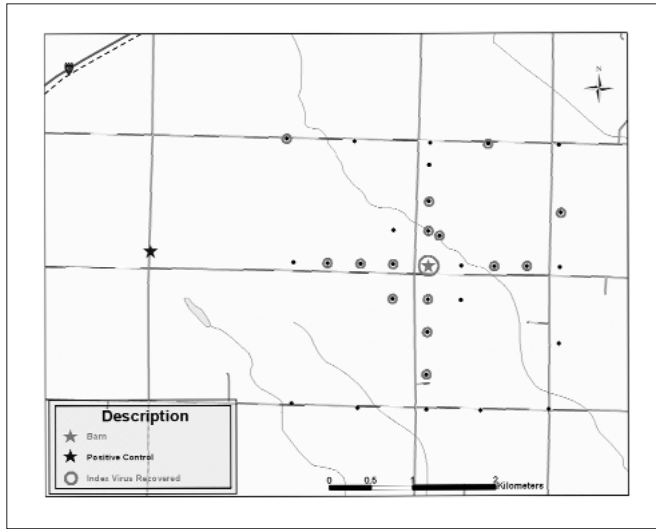 N
Description
Barn
Positive Control
Index Virus Recovered
0 0.5 1 2
Kilometers